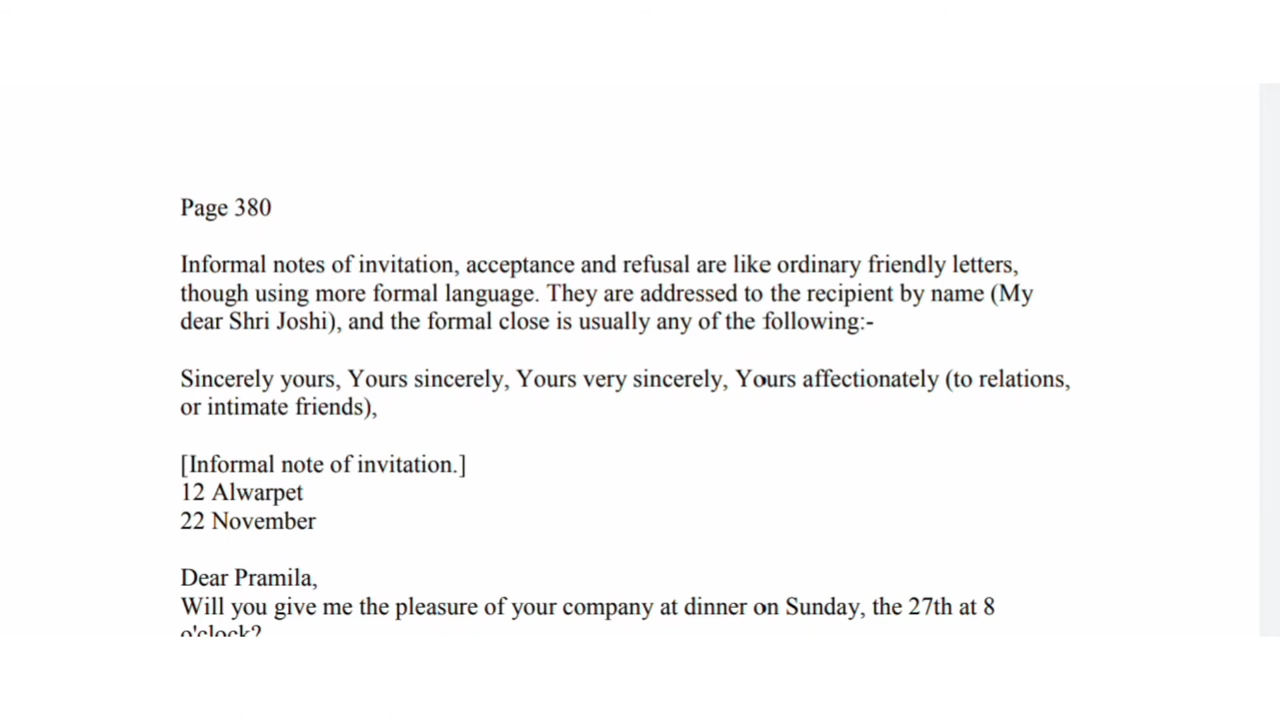 Page 380
Informal notes of invitation, acceptance and refusal are like ordinary friendly letters,
though using more formal language. They are addressed to the recipient by name (My
dear Shri Joshi), and the formal close is usually any of the following:-
Sincerely yours, Yours sincerely, Yours very sincerely, Yours affectionately (to relations,
or intimate friends),
[Informal note of invitation.]
12 Alwarpet
22 November
Dear Pramila,
Will you give me the pleasure of your company at dinner on Sunday, the 27th at 8
o'clock?